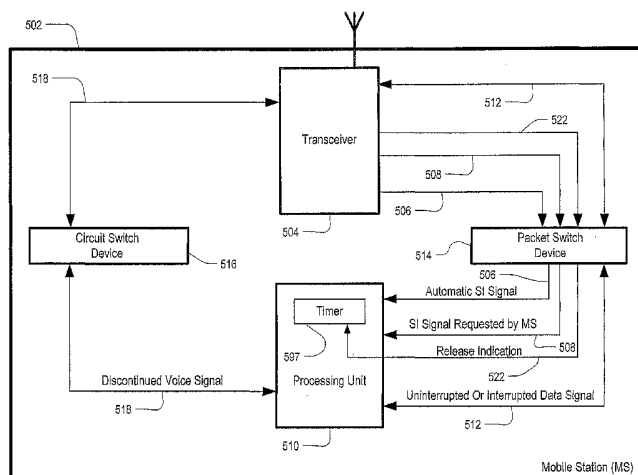 502
518
512
522
Transceiver
508
506
504
Circuit Switch
Device
516
Packet Switch
Device
514
506
Automatic SI Signal
Timer
597
SI Signal Requested by MS
508
Release Indication
522
Processing Unit
Discontinued Voice Signal
518
Uninterrupted Or Interrupted Data Signal
512
510
Mobile Station (MS)